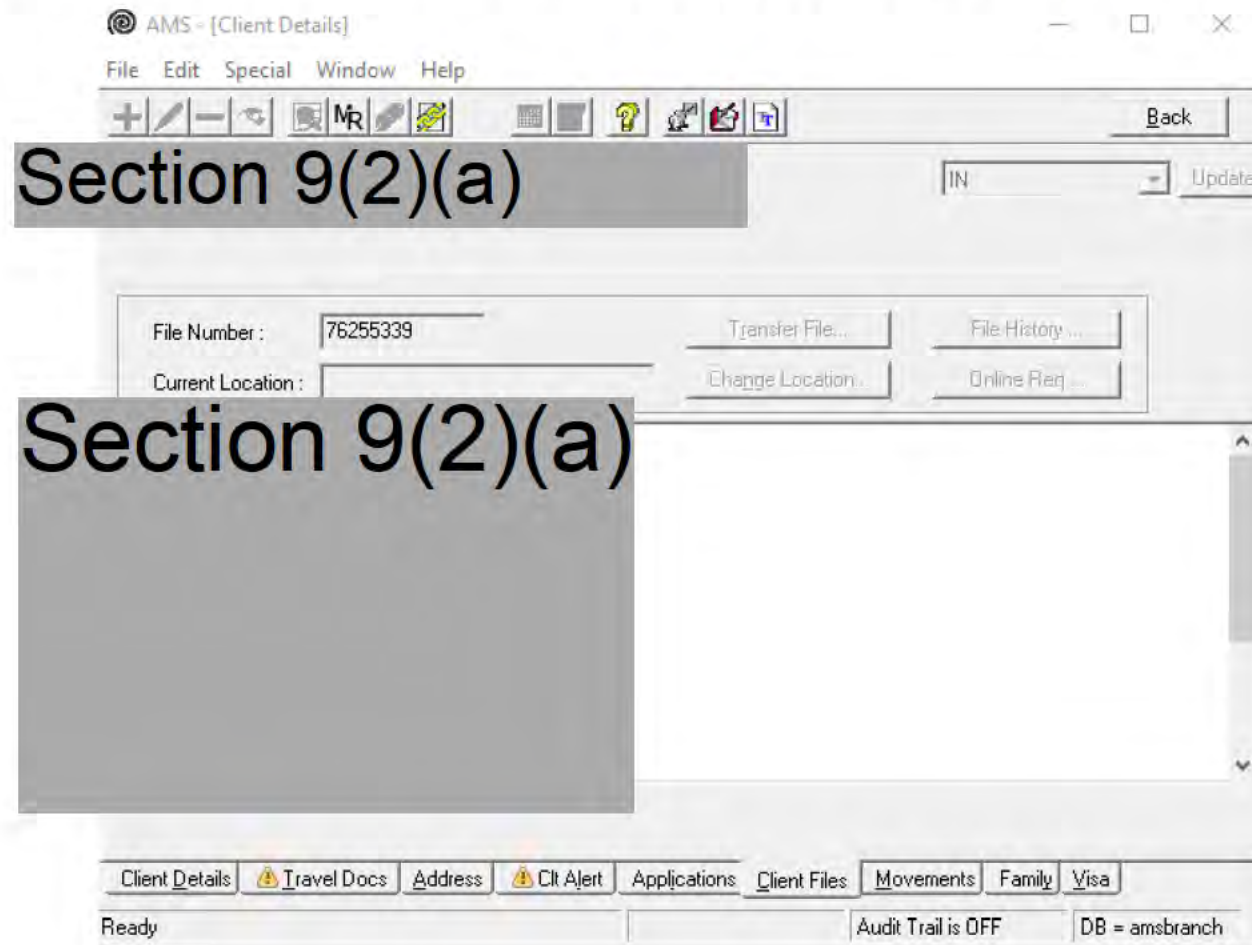 AMS - [Client Details]
File Edit Special Window Help
MR ? T Back
Section 9(2)(a)
IN Update
File Number : 76255339 Transfer File... File History ...
Current Location : Change Location.. Online Req ...
Section 9(2)(a)
Client Details Travel Docs Address Clt Alert Applications Client Files Movements Family Visa
Ready Audit Trail is OFF DB = amsbranch